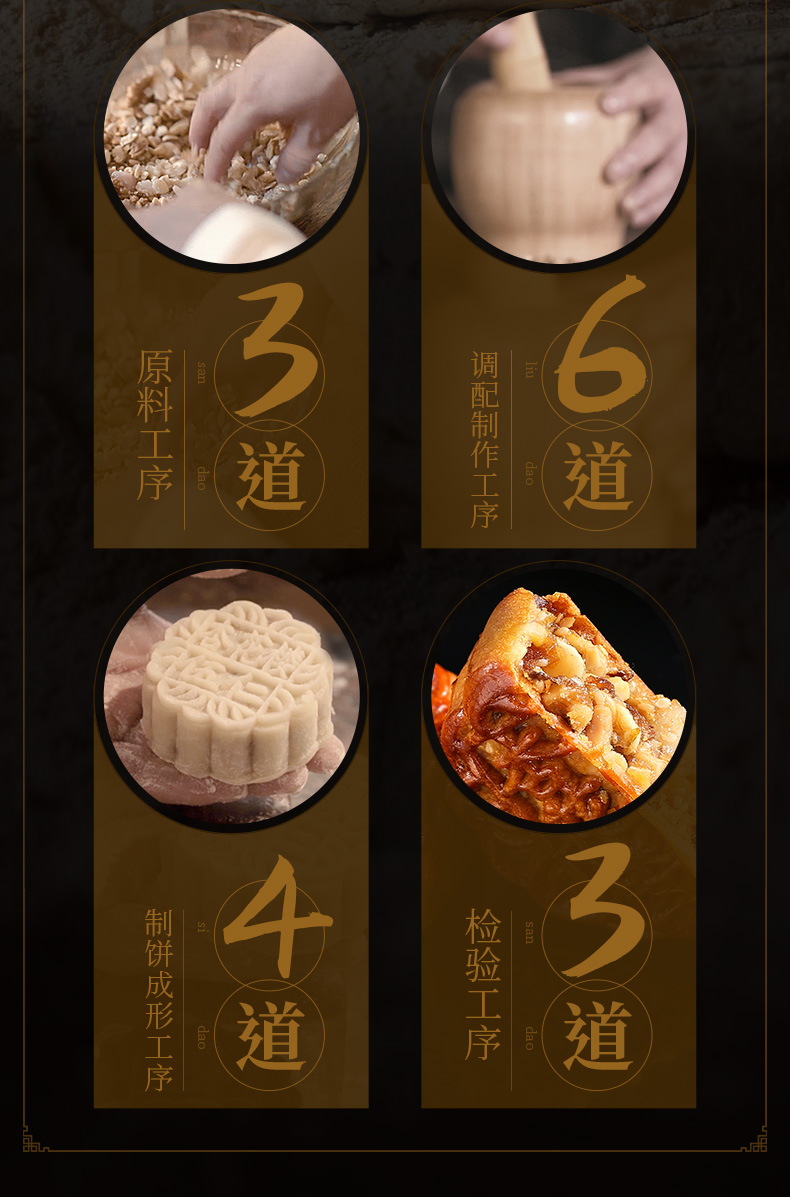 3道
san dao
原料工序
6道
liu dao
调配制作工序
4道
si dao
制饼成形工序
3道
san dao
检验工序